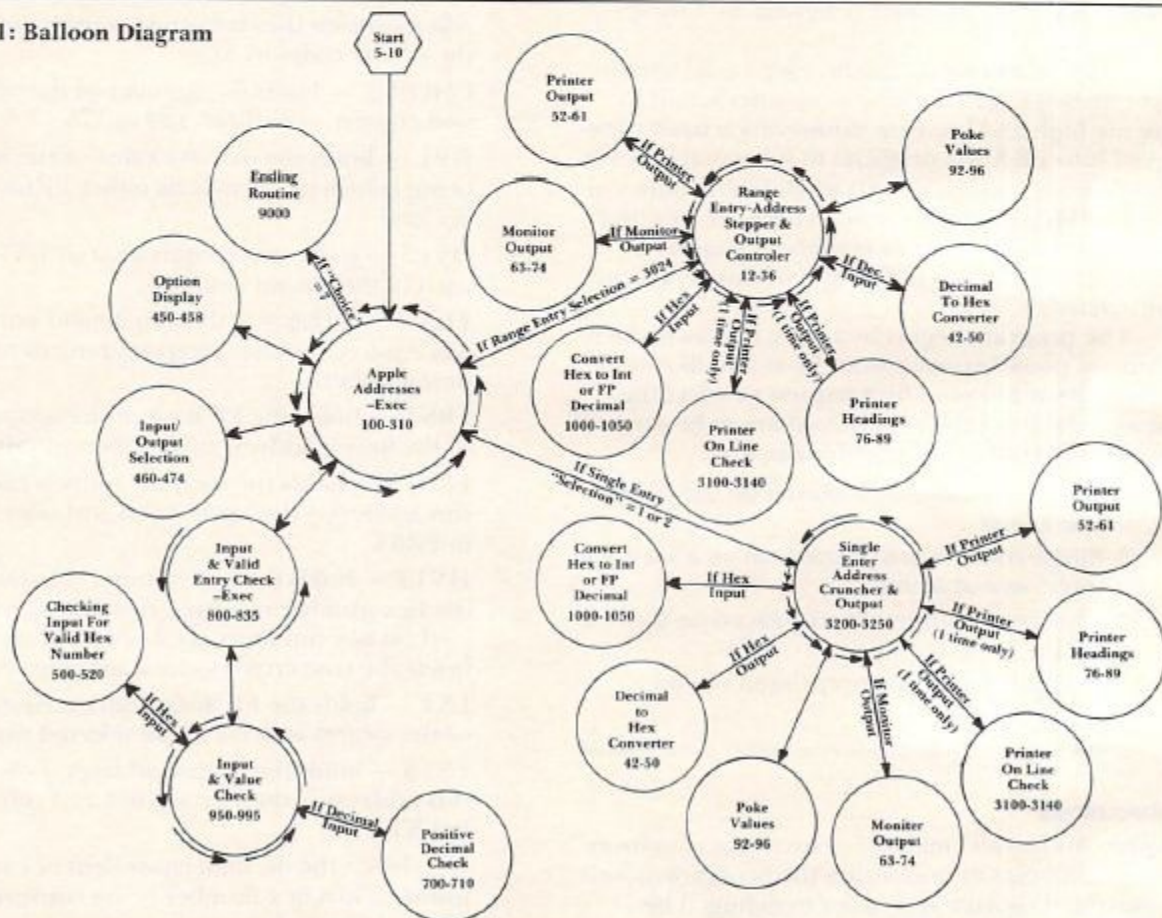 1: Balloon Diagram
Start
5-10
Printer
Output
52-61
Poke
Values
92-96
Ending
Routine
9000
If Printer
Output
Range
Entry-Address
Stepper &
Output
Controler
12-36
Monitor
Output
63-74
If Monitor
Output
If Dec.
Input
Decimal
To Hex
Converter
42-50
Option
Display
450-458
If "Choice"
= ?
If Range Entry Selection = 3024
If Hex
Input
If Printer
Output
(1 time only)
If Printer
Output
(1 time only)
Apple
Addresses
–Exec
100-310
Convert
Hex to Int
or FP
Decimal
1000-1050
Printer
Headings
76-89
Printer
On Line
Check
3100-3140
Input/
Output
Selection
460-474
If Single Entry
"Selection" = 1 or 2
Printer
Output
52-61
Input
& Valid
Entry Check
–Exec
800-835
Convert
Hex to Int
or FP
Decimal
1000-1050
If Hex
Input
Single
Enter
Address
Cruncher &
Output
3200-3250
If Printer
Output
If Printer
Output
(1 time only)
Printer
Headings
76-89
Checking
Input For
Valid Hex
Number
500-520
If Hex
Input
If Hex
Output
Decimal
to
Hex
Converter
42-50
If Monitor
Output
If Printer
Output
(1 time only)
Printer
On Line
Check
3100-3140
Input
& Value
Check
950-995
If Decimal
Input
Positive
Decimal
Check
700-710
Poke
Values
92-96
Moniter
Output
63-74